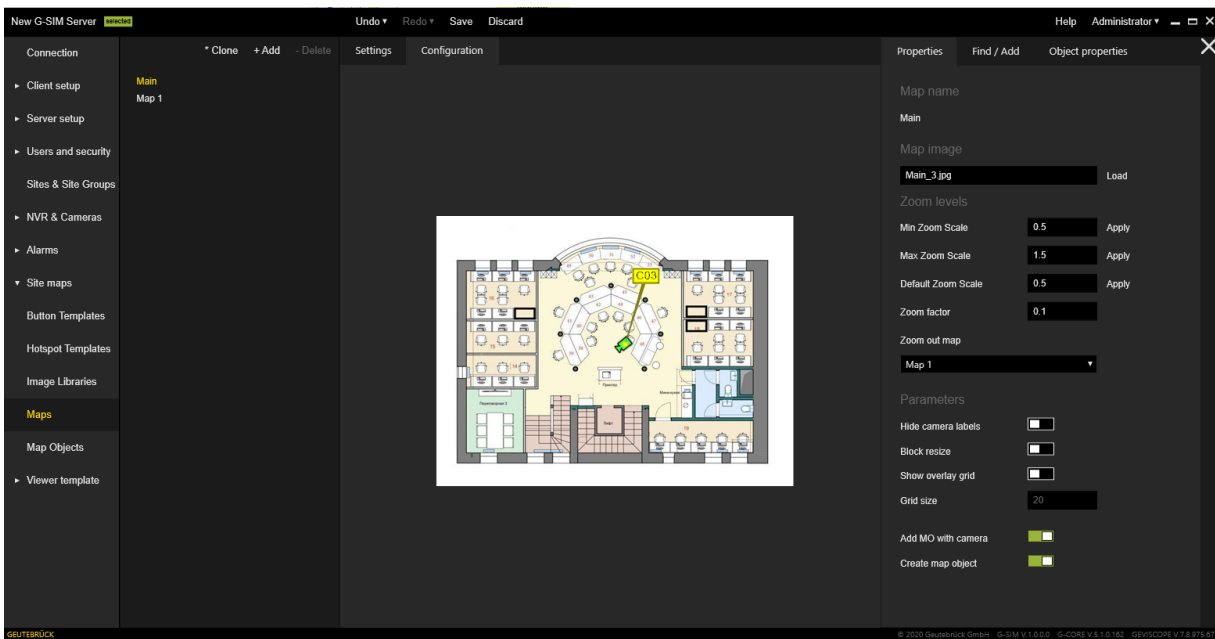 New G-SIM Server selected Undo ▾ Redo ▾ Save Discard Help Administrator ▾
Connection
Client setup
Server setup
Users and security
Sites & Site Groups
NVR & Cameras
Alarms
Site maps
Button Templates
Hotspot Templates
Image Libraries
Maps
Map Objects
Viewer template
* Clone + Add - Delete
Main
Map 1
Settings Configuration
C03
16
15
14
17
19
Лифт
Properties Find / Add Object properties
Map name
Main
Map image
Main_3.jpg Load
Zoom levels
Min Zoom Scale 0.5 Apply
Max Zoom Scale 1.5 Apply
Default Zoom Scale 0.5 Apply
Zoom factor 0.1
Zoom out map
Map 1
Parameters
Hide camera labels
Block resize
Show overlay grid
Grid size 20
Add MO with camera
Create map object
GEUTEBRÜCK © 2020 Geutebrück GmbH G-SIM V.1.0.0.0 G-CORE V.5.1.0.162 GEVISCOPE V.7.8.975.67